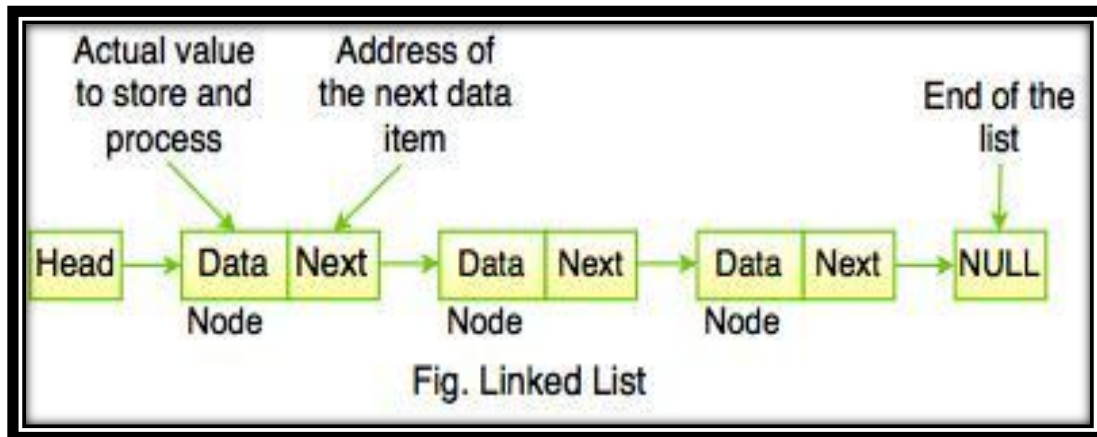 Actual value
to store and
process
Address of
the next data
item
End of the
list
Head
Data Next
Data Next
Data Next
NULL
Node
Node
Node
Fig. Linked List